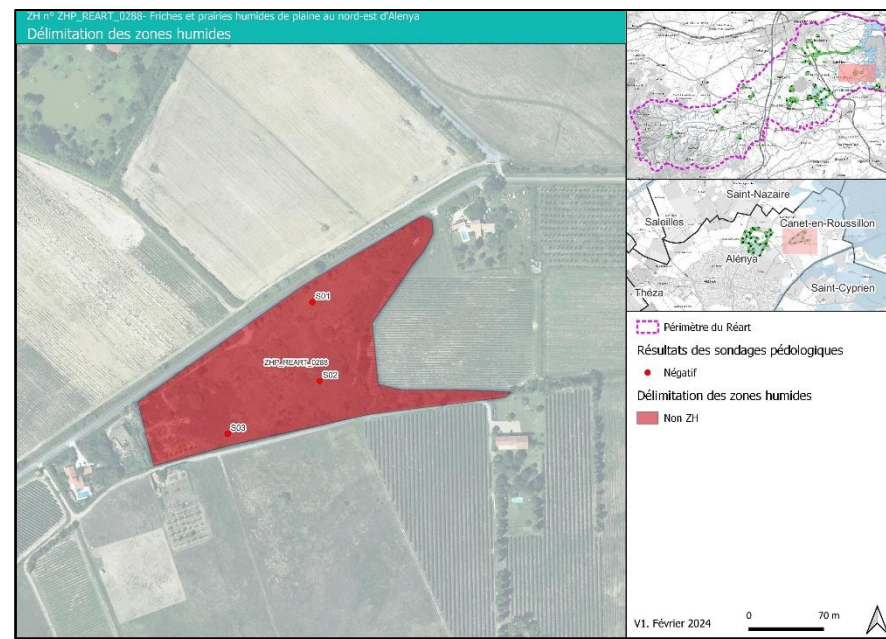 ZH n° ZHP_REART_0288- Friches et prairies humides de plaine au nord-est d'Alenya
Délimitation des zones humides
S01
ZHP_REART_0288
S02
S03
Saint-Nazaire
Saleilles
Canet-en-Roussillon
Alénya
Saint-Cyprien
Théza
Périmètre du Réart
Résultats des sondages pédologiques
Négatif
Délimitation des zones humides
Non ZH
V1. Février 2024
0 70 m